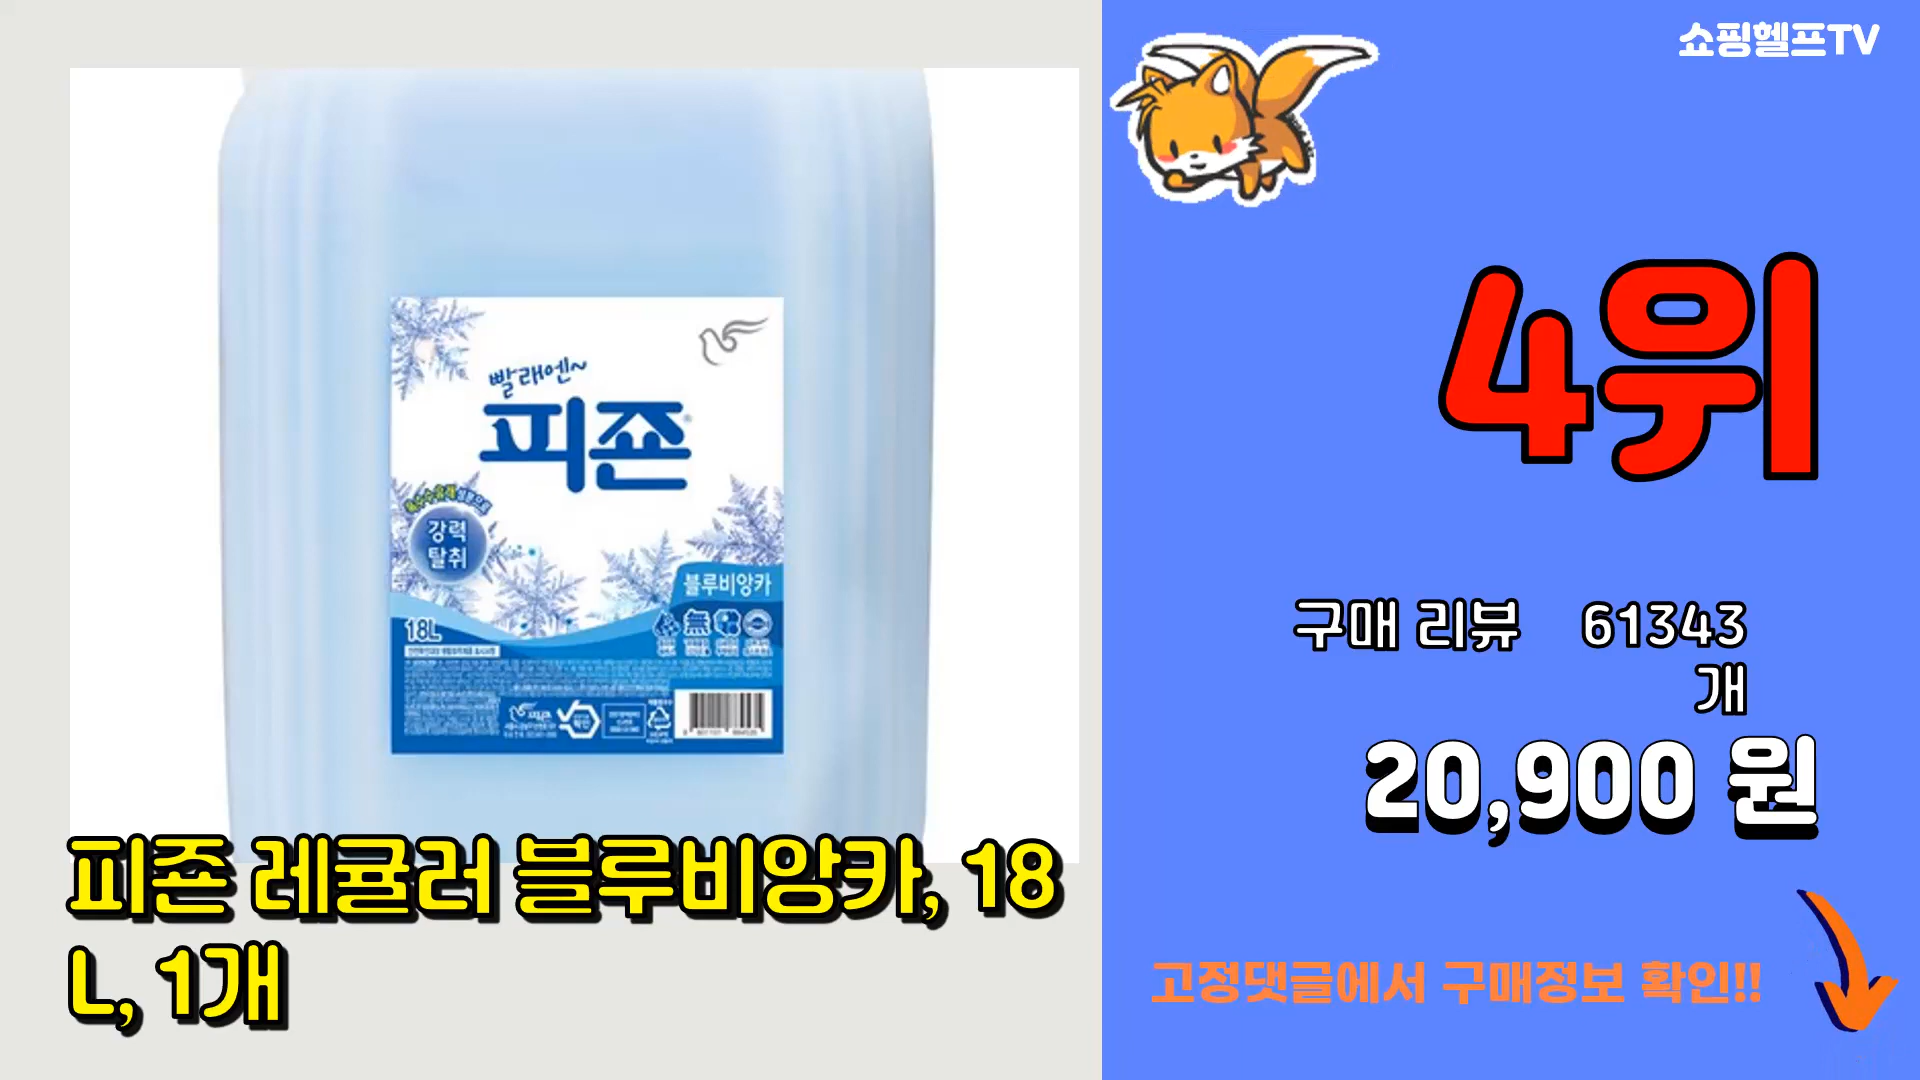 쇼핑헬프TV
4위
구매 리뷰 61343
개
20,900 원
고정댓글에서 구매정보 확인!!
빨래엔~
피죤
강력
탈취
블루비앙카
18L
피죤
피죤 레귤러 블루비앙카, 18
L, 1개